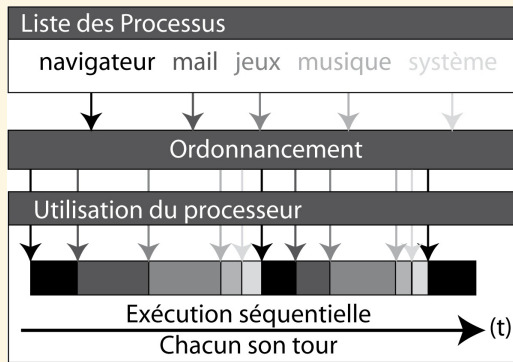 Liste des Processus
navigateur mail jeux musique système
Ordonnancement
Utilisation du processeur
Exécution séquentielle
(t)
Chacun son tour